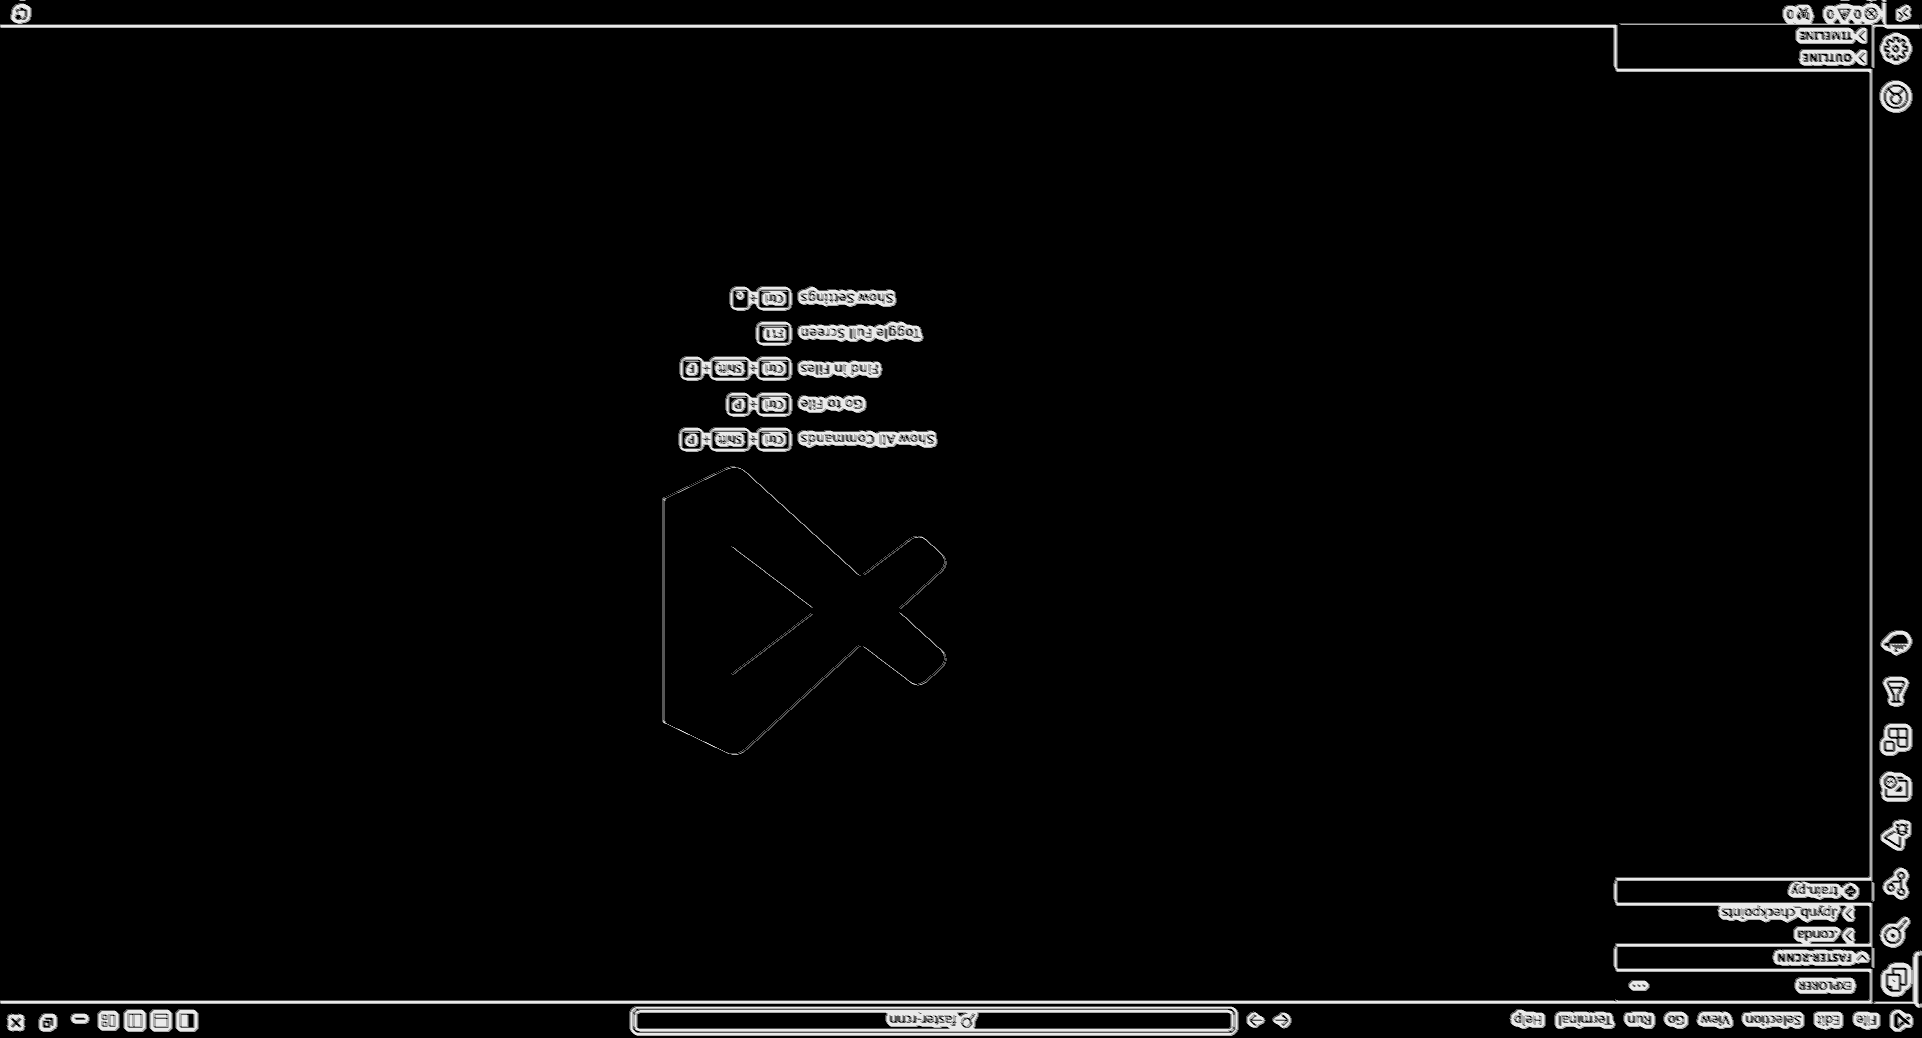 File Edit Selection View Go Run Terminal Help
faster-rcnn
EXPLORER
FASTER-RCNN
.conda
.ipynb_checkpoints
train.py
Show All Commands Ctrl + Shift + P
Go to File Ctrl + P
Find in Files Ctrl + Shift + F
Toggle Full Screen F11
Show Settings Ctrl + ,
OUTLINE
TIMELINE
0 0 0